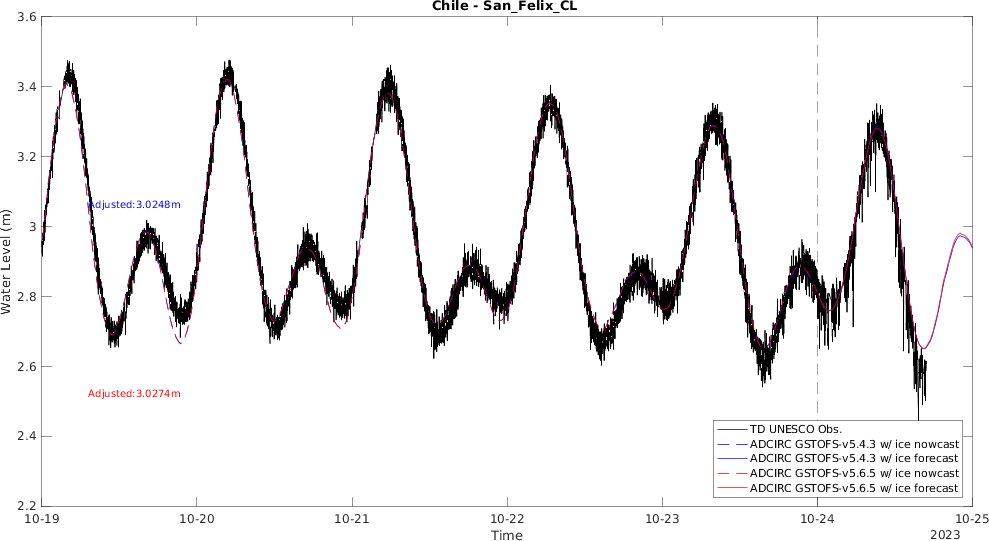 Chile - San_Felix_CL
3.6
3.4
3.2
3
2.8
2.6
2.4
2.2
Water Level (m)
Adjusted:3.0248m
Adjusted:3.0274m
TD UNESCO Obs.
ADCIRC GSTOFS-v5.4.3 w/ ice nowcast
ADCIRC GSTOFS-v5.4.3 w/ ice forecast
ADCIRC GSTOFS-v5.6.5 w/ ice nowcast
ADCIRC GSTOFS-v5.6.5 w/ ice forecast
10-19 10-20 10-21 10-22 10-23 10-24 10-25
Time
2023